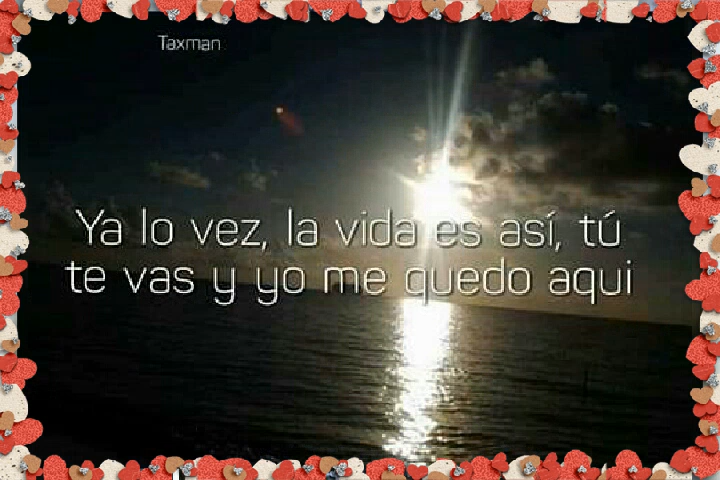 Taxman
Ya lo vez, la vida es así, tú
te vas y yo me quedo aqui